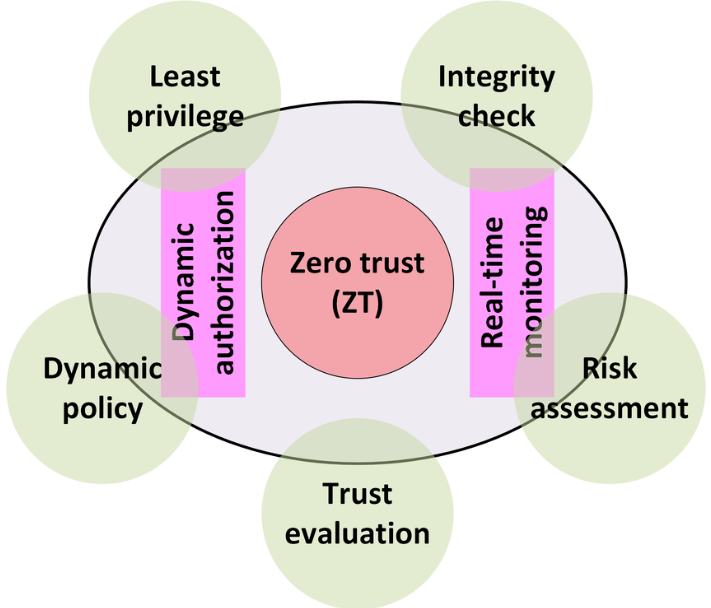 Least
privilege
Integrity
check
Dynamic
authorization
Zero trust
(ZT)
Real-time
monitoring
Dynamic
policy
Risk
assessment
Trust
evaluation